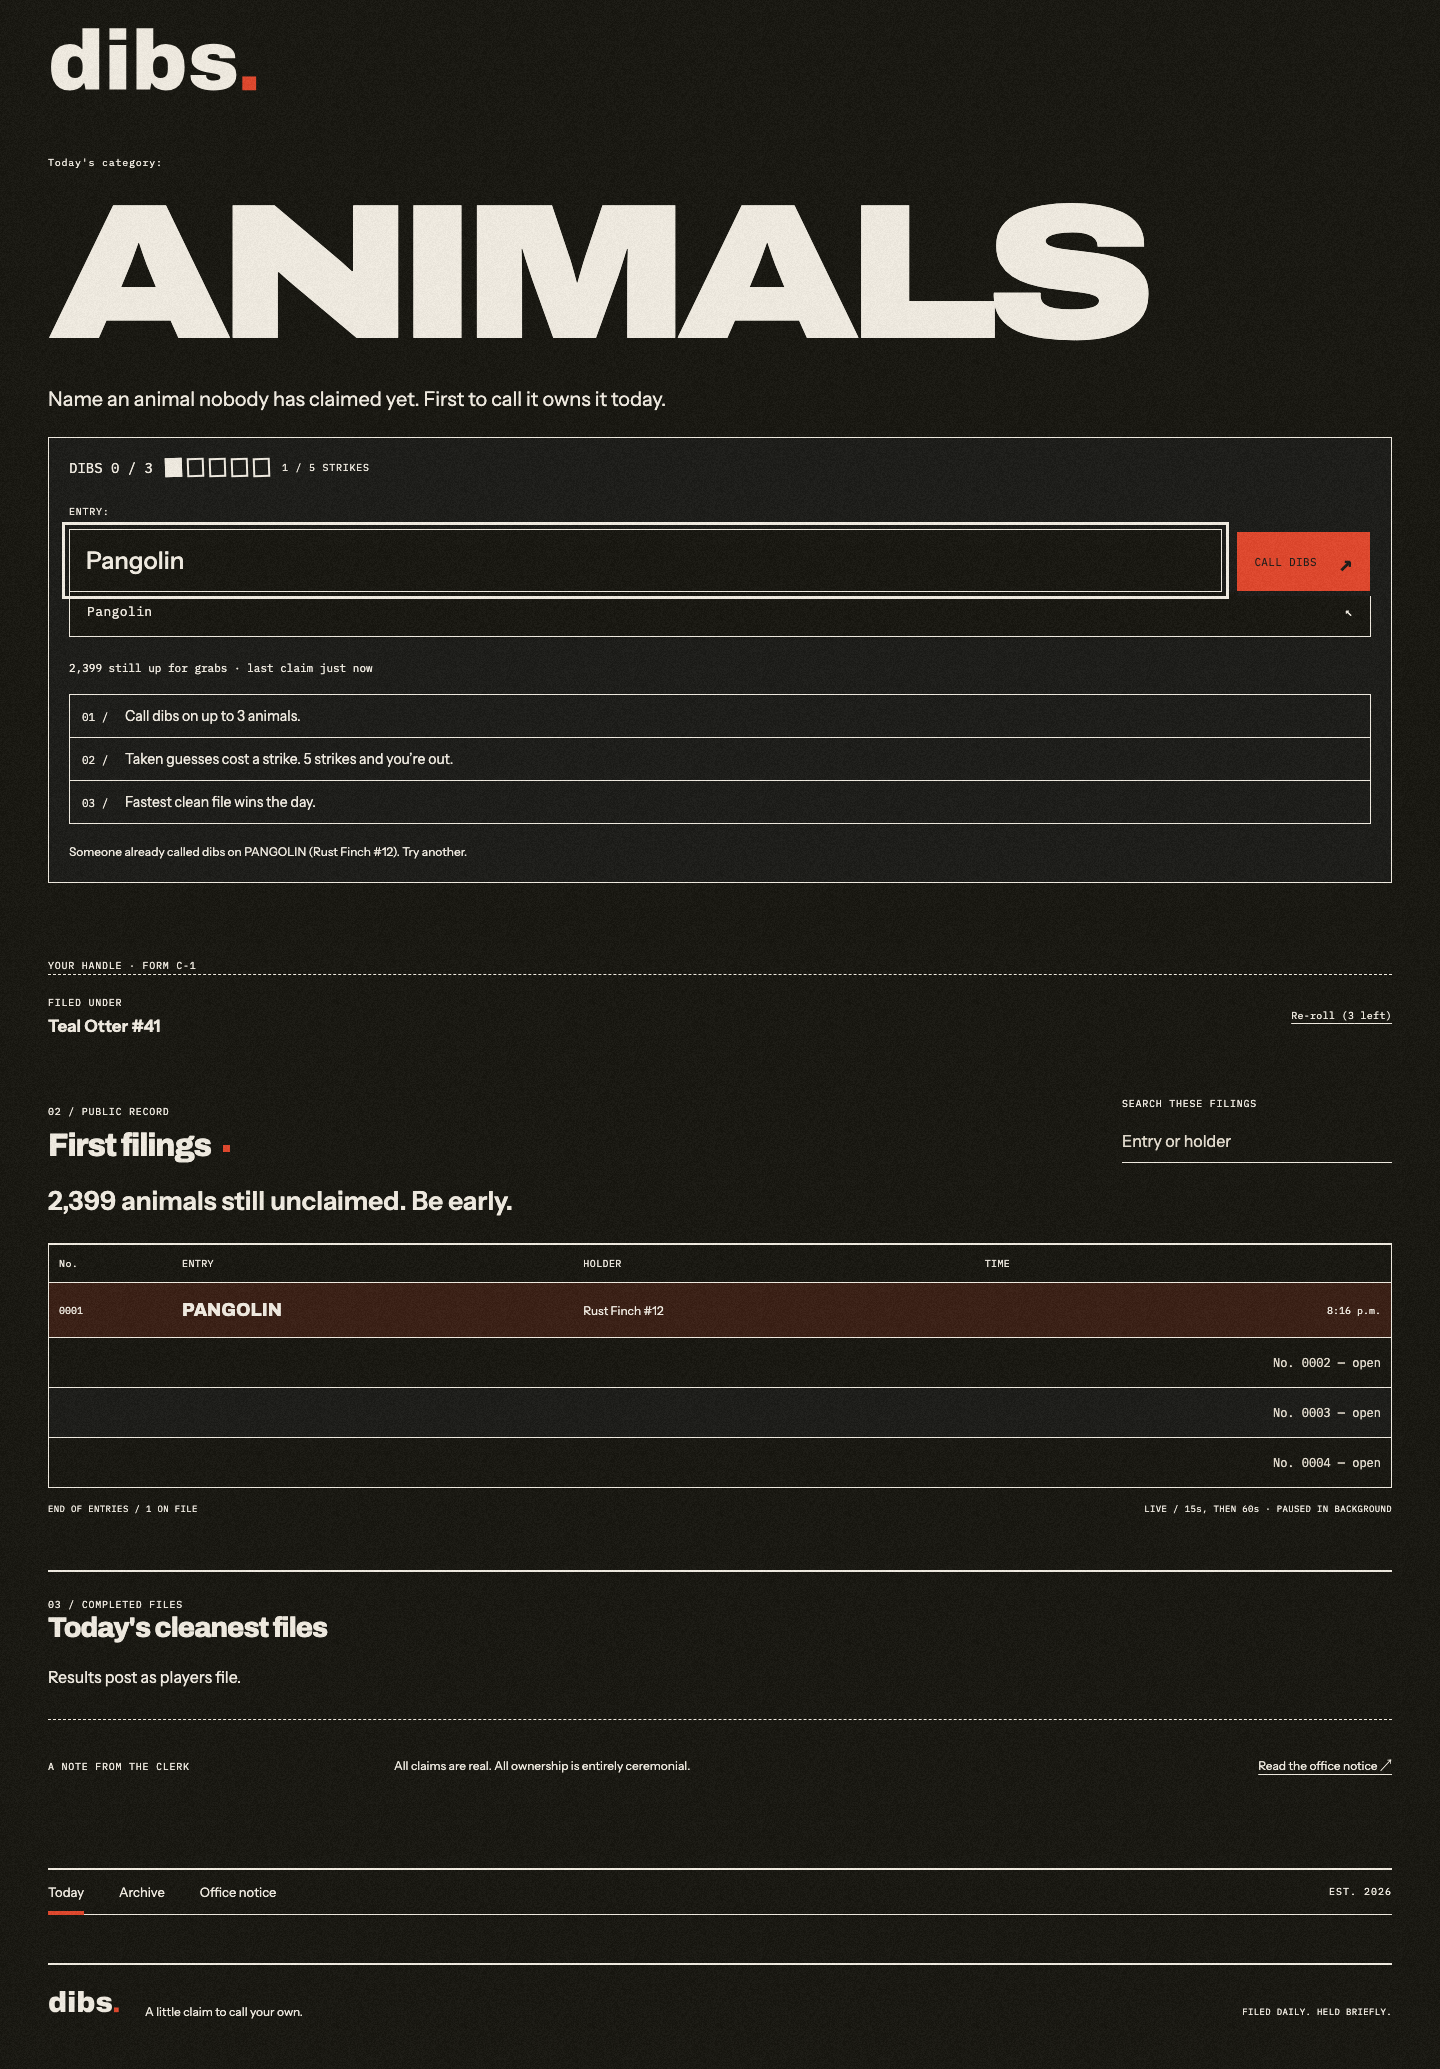 dibs.
Today's category:
ANIMALS
Name an animal nobody has claimed yet. First to call it owns it today.
DIBS 0 / 3
1 / 5 STRIKES
ENTRY:
Pangolin
CALL DIBS ↗
Pangolin ↖
2,399 still up for grabs · last claim just now
01 / Call dibs on up to 3 animals.
02 / Taken guesses cost a strike. 5 strikes and you're out.
03 / Fastest clean file wins the day.
Someone already called dibs on PANGOLIN (Rust Finch #12). Try another.
YOUR HANDLE · FORM C-1
FILED UNDER
Teal Otter #41
Re-roll (3 left)
02 / PUBLIC RECORD
First filings
SEARCH THESE FILINGS
Entry or holder
2,399 animals still unclaimed. Be early.
No. ENTRY HOLDER TIME
0001 PANGOLIN Rust Finch #12 8:16 p.m.
No. 0002 — open
No. 0003 — open
No. 0004 — open
END OF ENTRIES / 1 ON FILE
LIVE / 15s, THEN 60s · PAUSED IN BACKGROUND
03 / COMPLETED FILES
Today's cleanest files
Results post as players file.
A NOTE FROM THE CLERK
All claims are real. All ownership is entirely ceremonial.
Read the office notice ↗
Today Archive Office notice
EST. 2026
dibs.
A little claim to call your own.
FILED DAILY. HELD BRIEFLY.